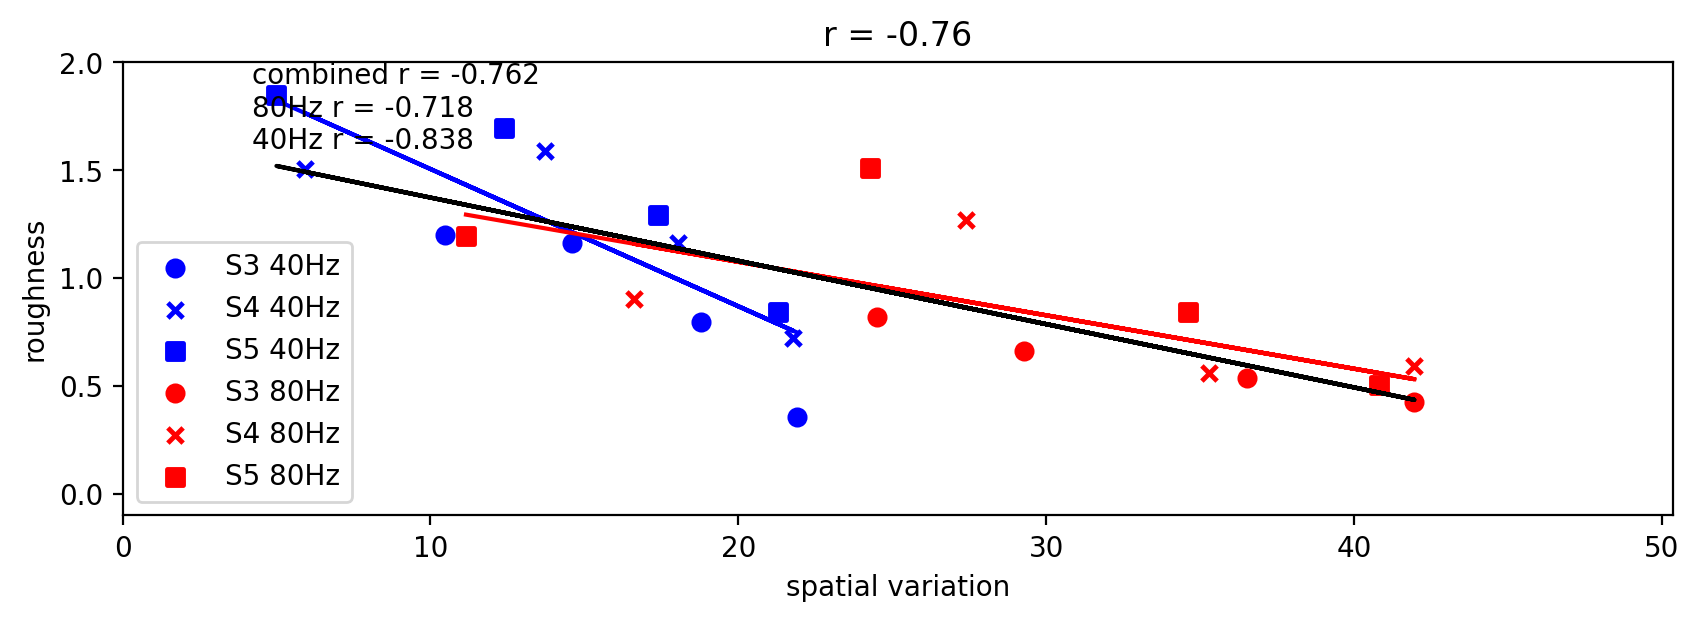 r = -0.76
combined r = -0.762
80Hz r = -0.718
40Hz r = -0.838
2.0
1.5
1.0
0.5
0.0
roughness
S3 40Hz
S4 40Hz
S5 40Hz
S3 80Hz
S4 80Hz
S5 80Hz
0 10 20 30 40 50
spatial variation